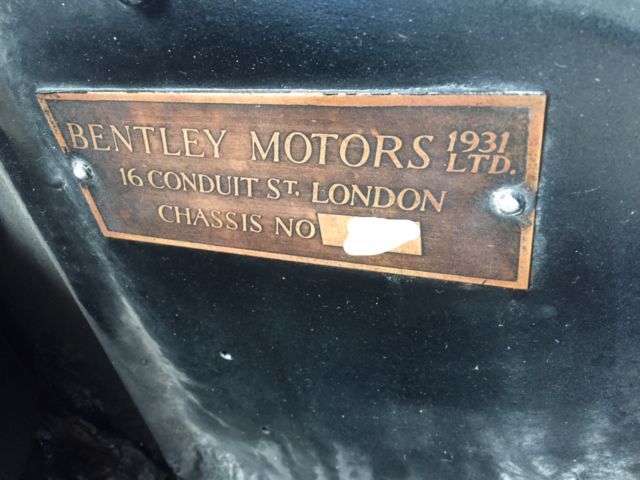 BENTLEY MOTORS 1931 LTD.
16 CONDUIT ST. LONDON
CHASSIS NO